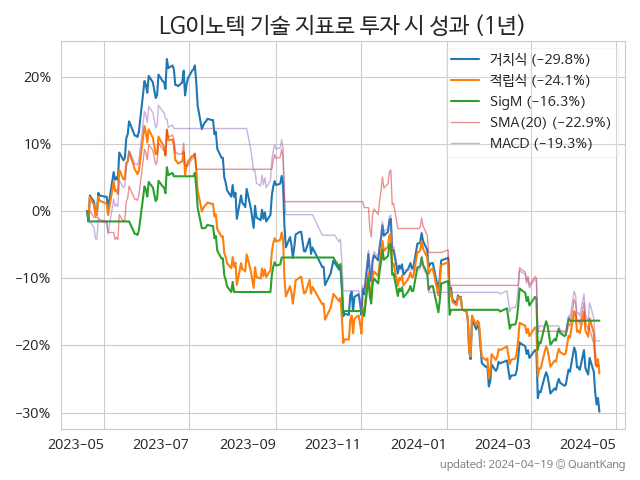 LG이노텍 기술 지표로 투자 시 성과 (1년)
거치식 (−29.8%)
적립식 (−24.1%)
SigM (−16.3%)
SMA(20) (−22.9%)
MACD (−19.3%)
20%
10%
0%
−10%
−20%
−30%
2023−05 2023−07 2023−09 2023−11 2024−01 2024−03 2024−05
updated: 2024−04−19 © QuantKang